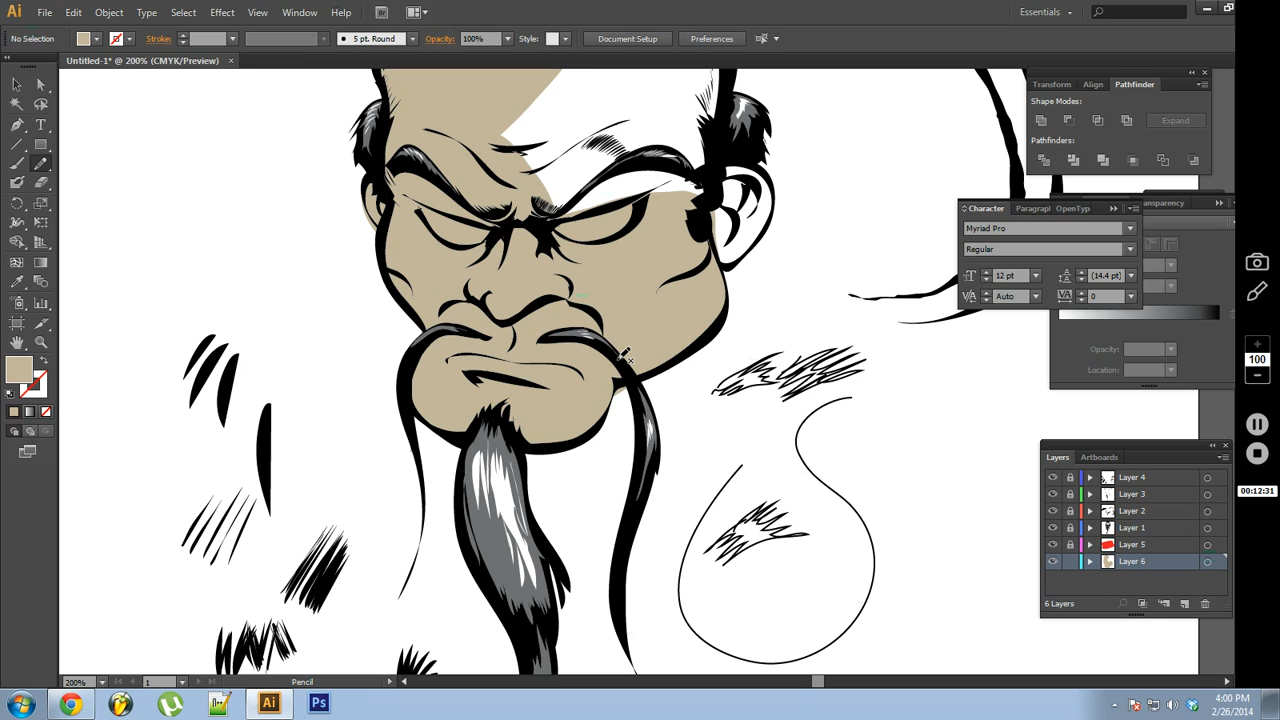 Ai File Edit Object Type Select Effect View Window Help Br Essentials
No Selection Stroke: 5 pt. Round Opacity: 100% Style: Document Setup Preferences
Untitled-1* @ 200% (CMYK/Preview) ×
Transform Align Pathfinder
Shape Modes:
Expand
Pathfinders:
Character Paragraph OpenTyp
Myriad Pro
Regular
12 pt (14.4 pt)
Auto 0
Opacity:
Location:
100
00:12:31
Layers Artboards
Layer 4
Layer 3
Layer 2
Layer 1
Layer 5
Layer 6
6 Layers
200% 1 Pencil
Ai Ps
4:00 PM
2/26/2014